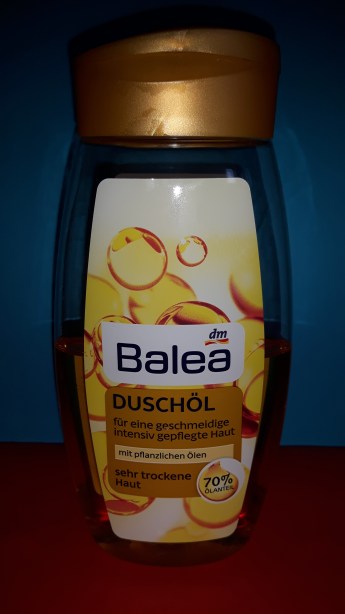 dm
Balea
DUSCHÖL
für eine geschmeidige
intensiv gepflegte Haut
mit pflanzlichen Ölen
sehr trockene
Haut
70%
ÖLANTEIL